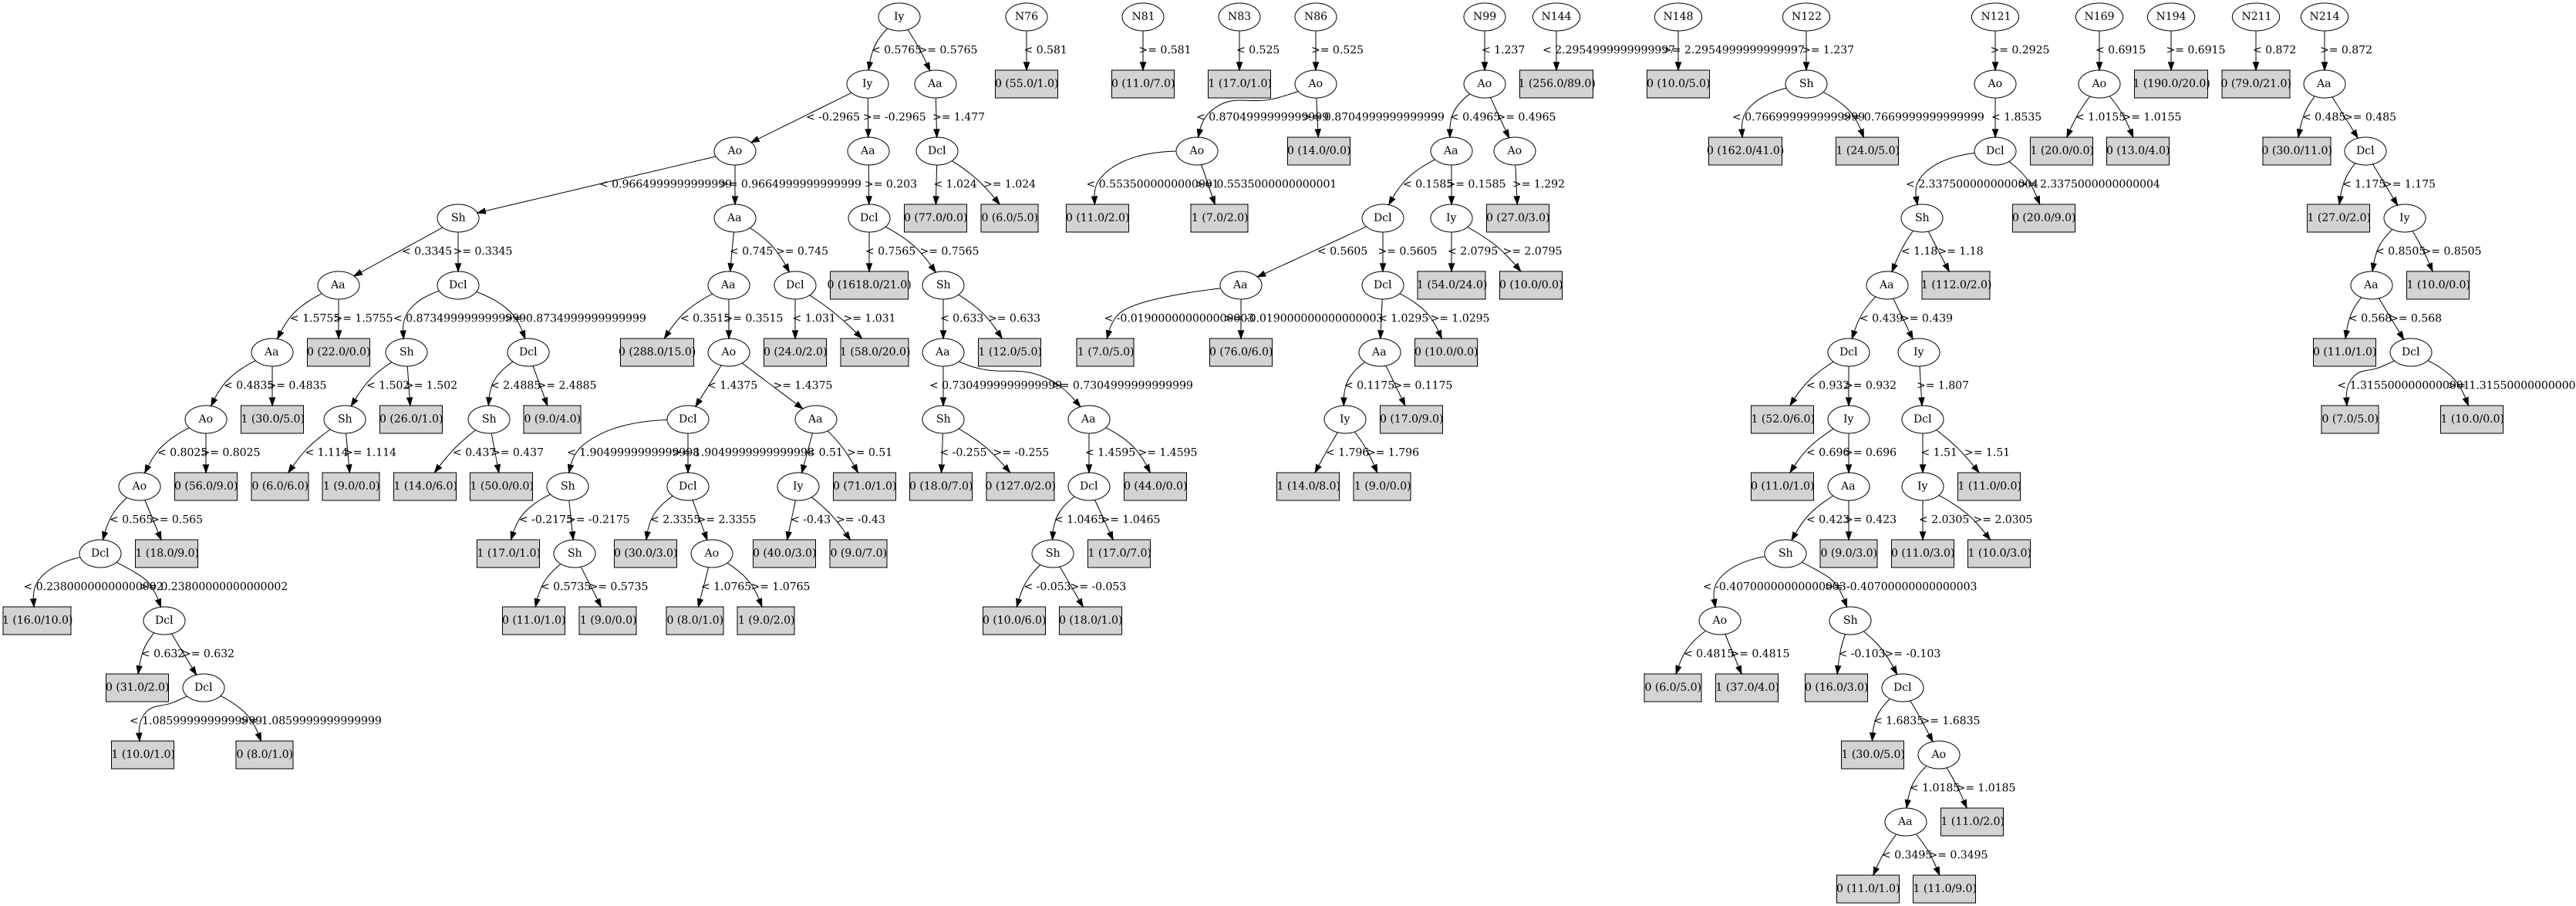 Iy N76 N81 N83 N86 N99 N144 N148 N122 N121 N169 N194 N211 N214
< 0.5765 >= 0.5765 < 0.581 >= 0.581 < 0.525 >= 0.525 < 1.237 < 2.2954999999999997 >= 2.2954999999999997 >= 1.237 >= 0.2925 < 0.6915 >= 0.6915 < 0.872 >= 0.872
Iy Aa 0 (55.0/1.0) 0 (11.0/7.0) 1 (17.0/1.0) Ao Ao 1 (256.0/89.0) 0 (10.0/5.0) Sh Ao Ao 1 (190.0/20.0) 0 (79.0/21.0) Aa
< -0.2965 >= -0.2965 >= 1.477 < 0.8704999999999999 >= 0.8704999999999999 < 0.4965 >= 0.4965 < 0.7669999999999999 >= 0.7669999999999999 < 1.8535 < 1.0155 >= 1.0155 < 0.485 >= 0.485
Ao Aa Dcl Ao 0 (14.0/0.0) Aa Ao 0 (162.0/41.0) 1 (24.0/5.0) Dcl 1 (20.0/0.0) 0 (13.0/4.0) 0 (30.0/11.0) Dcl
< 0.9664999999999999 >= 0.9664999999999999 >= 0.203 < 1.024 >= 1.024 < 0.5535000000000001 >= 0.5535000000000001 < 0.1585 >= 0.1585 >= 1.292 < 2.3375000000000004 >= 2.3375000000000004 < 1.175 >= 1.175
Sh Aa Dcl 0 (77.0/0.0) 0 (6.0/5.0) 0 (11.0/2.0) 1 (7.0/2.0) Dcl Iy 0 (27.0/3.0) Sh 0 (20.0/9.0) 1 (27.0/2.0) Iy
< 0.3345 >= 0.3345 < 0.745 >= 0.745 < 0.7565 >= 0.7565 < 0.5605 >= 0.5605 < 2.0795 >= 2.0795 < 1.18 >= 1.18 < 0.8505 >= 0.8505
Aa Dcl Aa Dcl 0 (1618.0/21.0) Sh Aa Dcl 1 (54.0/24.0) 0 (10.0/0.0) Aa 1 (112.0/2.0) Aa 1 (10.0/0.0)
< 1.5755 >= 1.5755 < 0.8734999999999999 >= 0.8734999999999999 < 0.3515 >= 0.3515 < 1.031 >= 1.031 < 0.633 >= 0.633 < -0.019000000000000003 >= -0.019000000000000003 < 1.0295 >= 1.0295 < 0.439 >= 0.439 < 0.568 >= 0.568
Aa 0 (22.0/0.0) Sh Dcl 0 (288.0/15.0) Ao 0 (24.0/2.0) 1 (58.0/20.0) Aa 1 (12.0/5.0) 1 (7.0/5.0) 0 (76.0/6.0) Aa 0 (10.0/0.0) Dcl Iy 0 (11.0/1.0) Dcl
< 0.4835 >= 0.4835 < 1.502 >= 1.502 < 2.4885 >= 2.4885 < 1.4375 >= 1.4375 < 0.7304999999999999 >= 0.7304999999999999 < 0.1175 >= 0.1175 < 0.932 >= 0.932 >= 1.807
Ao 1 (30.0/5.0) Sh 0 (26.0/1.0) Sh 0 (9.0/4.0) Dcl Aa Sh Aa Iy 0 (17.0/9.0) 1 (52.0/6.0) Iy Dcl 0 (7.0/5.0) 1 (10.0/0.0)
< 0.8025 >= 0.8025 < 1.114 >= 1.114 < 0.437 >= 0.437 < 1.9049999999999998 >= 1.9049999999999998 < 0.51 >= 0.51 < -0.255 >= -0.255 < 1.4595 >= 1.4595 < 1.796 >= 1.796 < 0.696 >= 0.696 < 1.51 >= 1.51
Ao 0 (56.0/9.0) 0 (6.0/6.0) 1 (9.0/0.0) 1 (14.0/6.0) 1 (50.0/0.0) Sh Dcl Iy 0 (71.0/1.0) 0 (18.0/7.0) 0 (127.0/2.0) Dcl 0 (44.0/0.0) 1 (14.0/8.0) 1 (9.0/0.0) 0 (11.0/1.0) Aa Iy 1 (11.0/0.0)
< 0.565 >= 0.565 < -0.2175 >= -0.2175 < 2.3355 >= 2.3355 < -0.43 >= -0.43 < 1.0465 >= 1.0465 < 0.423 >= 0.423 < 2.0305 >= 2.0305
Dcl 1 (18.0/9.0) 1 (17.0/1.0) Sh 0 (30.0/3.0) Ao 0 (40.0/3.0) 0 (9.0/7.0) Sh 1 (17.0/7.0) Sh 0 (9.0/3.0) 0 (11.0/3.0) 1 (10.0/3.0)
< 0.23800000000000002 >= 0.23800000000000002 < 0.5735 >= 0.5735 < 1.0765 >= 1.0765 < -0.053 >= -0.053 < -0.40700000000000003 >= -0.40700000000000003
1 (16.0/10.0) Dcl 0 (11.0/1.0) 1 (9.0/0.0) 0 (8.0/1.0) 1 (9.0/2.0) 0 (10.0/6.0) 0 (18.0/1.0) Ao Sh
< 0.632 >= 0.632 < 0.4815 >= 0.4815 < -0.103 >= -0.103
0 (31.0/2.0) Dcl 0 (6.0/5.0) 1 (37.0/4.0) 0 (16.0/3.0) Dcl
< 1.0859999999999999 >= 1.0859999999999999 < 1.6835 >= 1.6835
1 (10.0/1.0) 0 (8.0/1.0) 1 (30.0/5.0) Ao
< 1.0185 >= 1.0185
Aa 1 (11.0/2.0)
< 0.3495 >= 0.3495
0 (11.0/1.0) 1 (11.0/9.0)